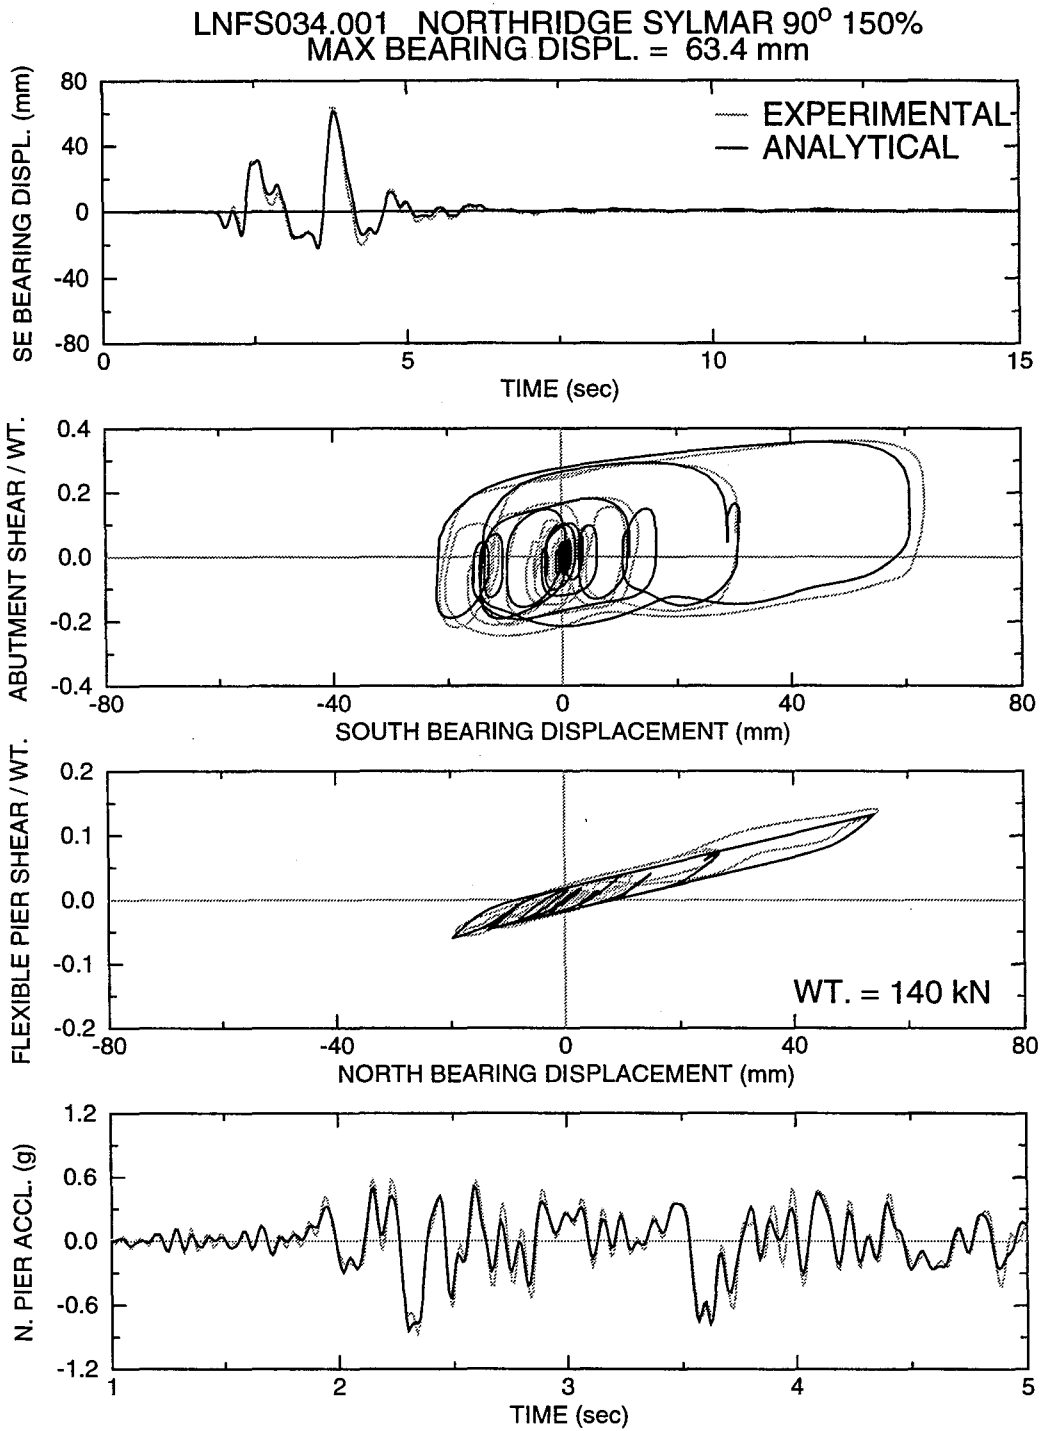 LNFS034.001 NORTHRIDGE SYLMAR 90° 150%
MAX BEARING DISPL. = 63.4 mm
SE BEARING DISPL. (mm)
80
40
0
-40
-80
EXPERIMENTAL
ANALYTICAL
0 5 10 15
TIME (sec)
ABUTMENT SHEAR / WT.
0.4
0.2
0.0
-0.2
-0.4
-80 -40 0 40 80
SOUTH BEARING DISPLACEMENT (mm)
FLEXIBLE PIER SHEAR / WT.
0.2
0.1
0.0
-0.1
-0.2
WT. = 140 kN
-80 -40 0 40 80
NORTH BEARING DISPLACEMENT (mm)
N. PIER ACCL. (g)
1.2
0.6
0.0
-0.6
-1.2
1 2 3 4 5
TIME (sec)